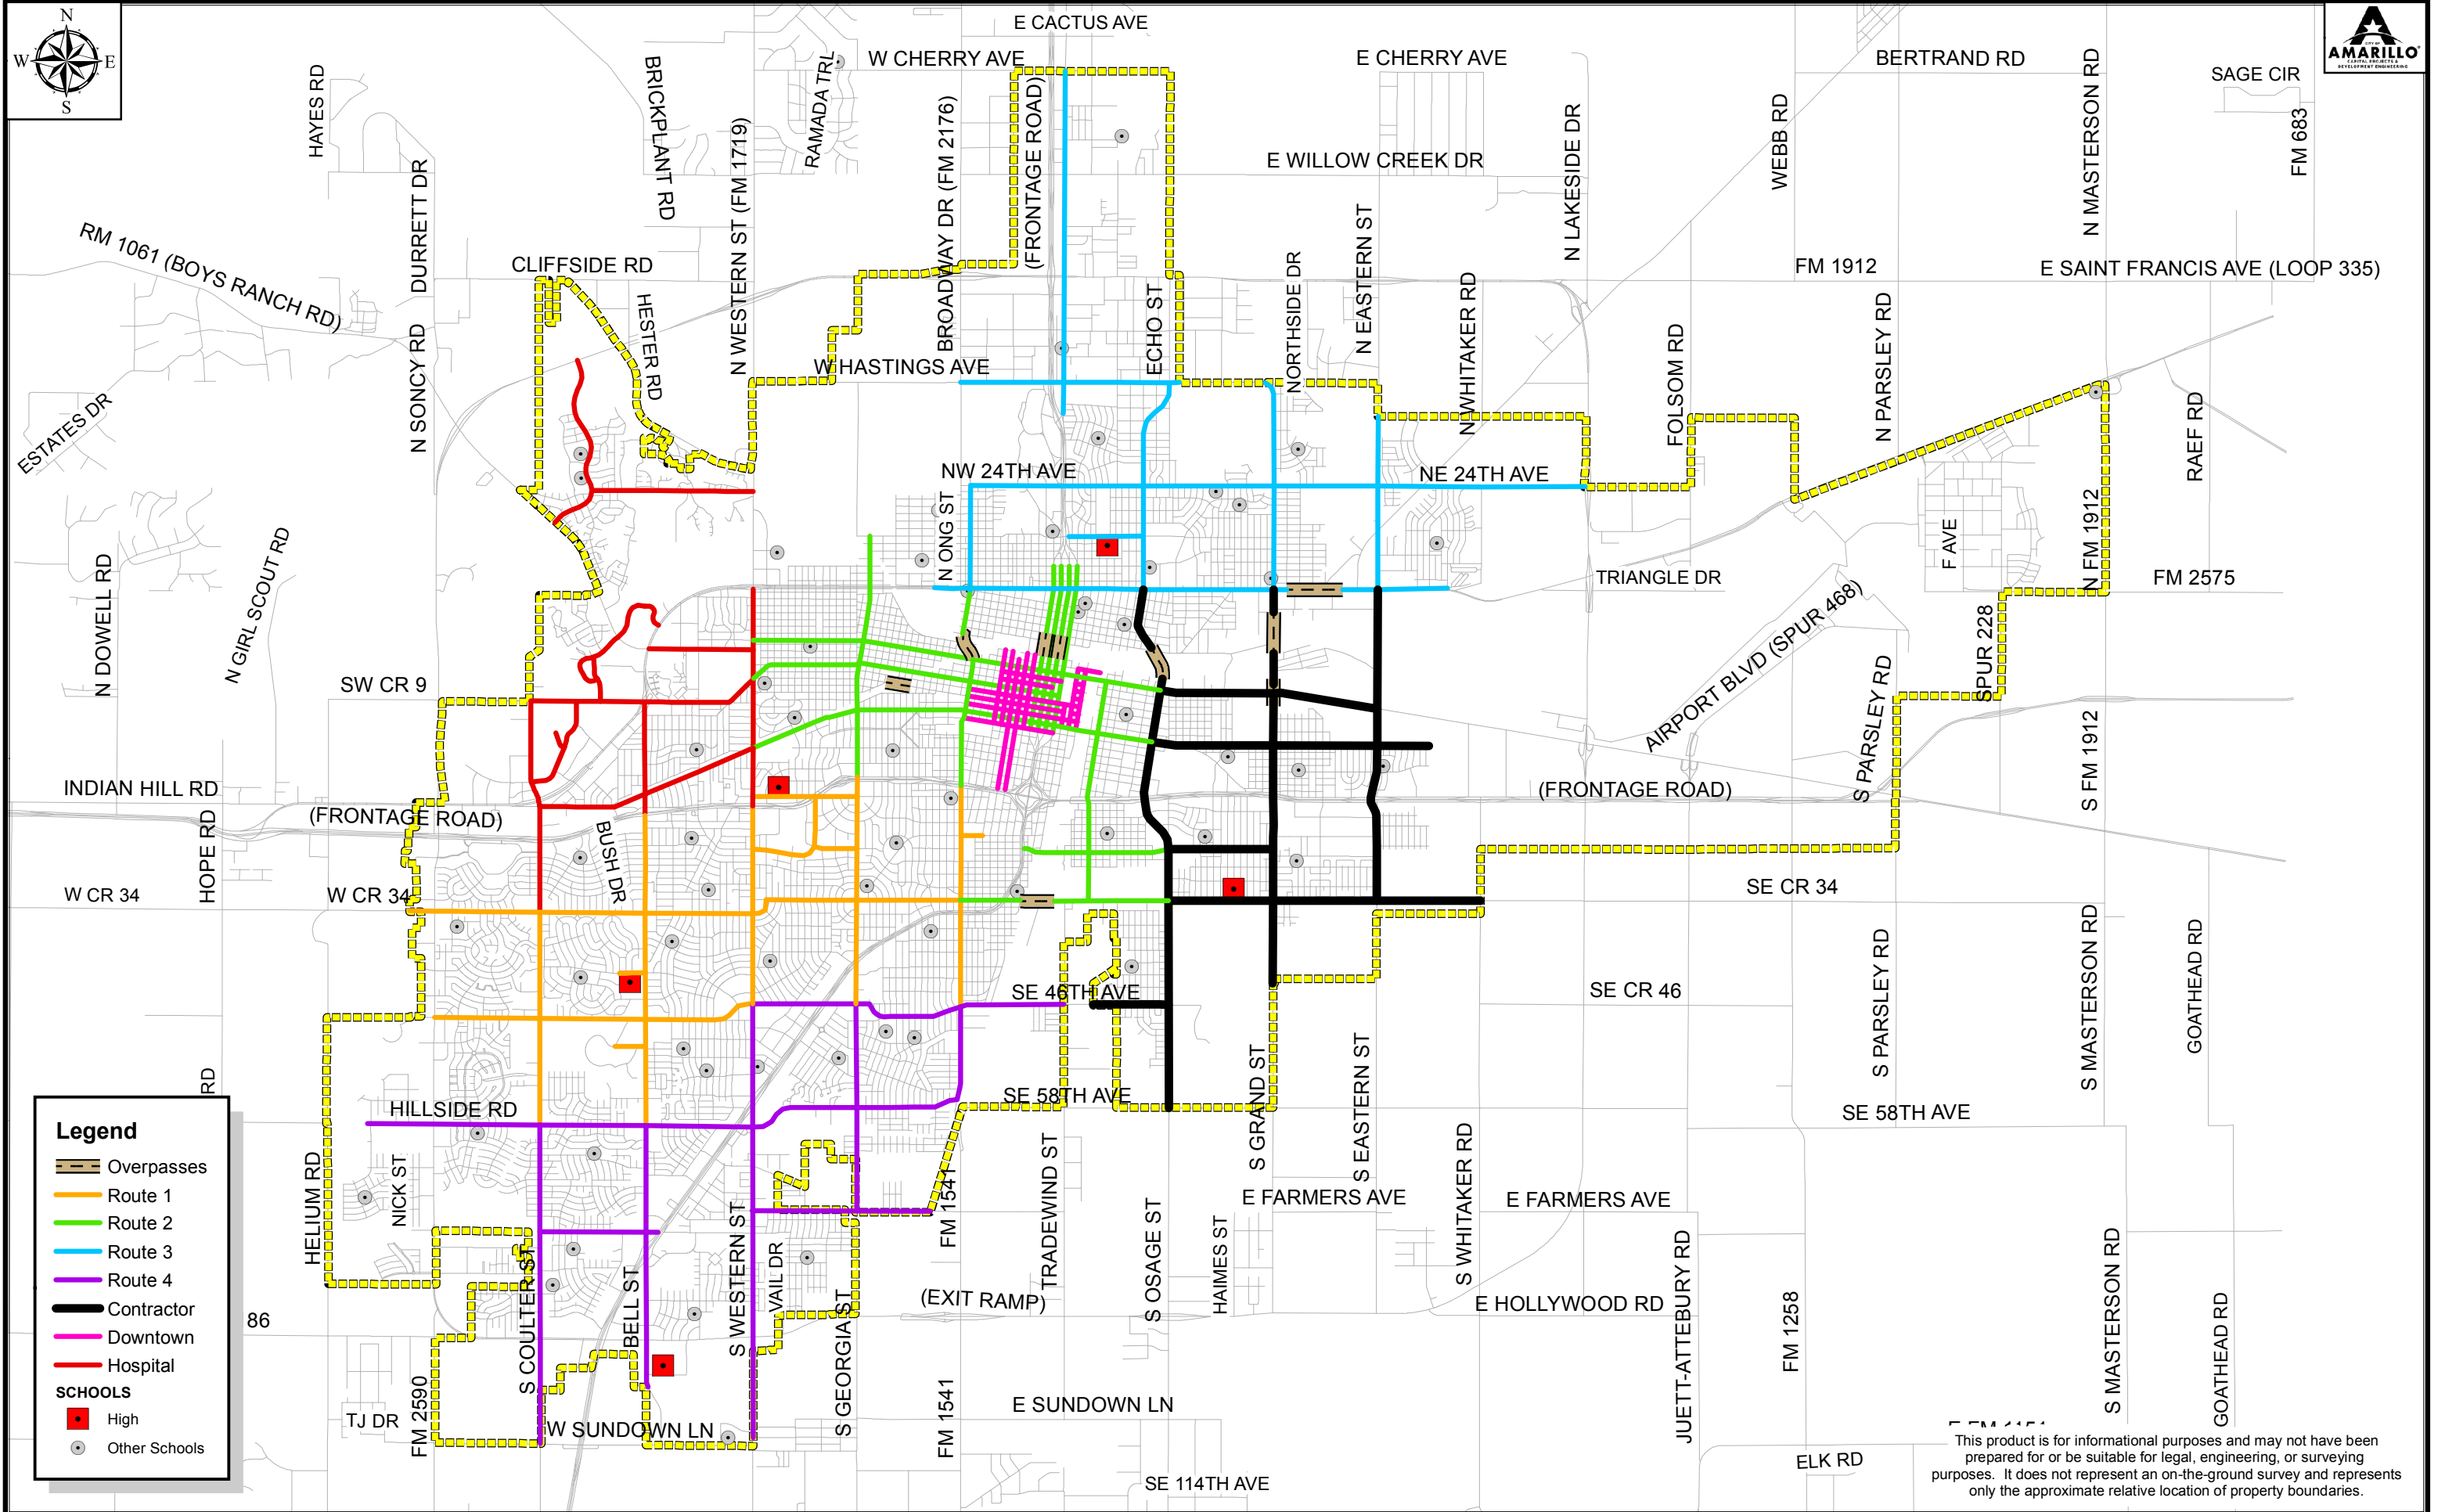 N
W
E
S
E CACTUS AVE
W CHERRY AVE
E CHERRY AVE
BERTRAND RD
SAGE CIR
CITY OF
AMARILLO
CAPITAL PROJECTS &
DEVELOPMENT ENGINEERING
HAYES RD
BRICKPLANT RD
RAMADA TRL
N WESTERN ST (FM 1719)
BROADWAY DR (FM 2176)
(FRONTAGE ROAD)
E WILLOW CREEK DR
N LAKESIDE DR
WEBB RD
N MASTERSON RD
FM 683
DURRETT DR
RM 1061 (BOYS RANCH RD)
CLIFFSIDE RD
FM 1912
E SAINT FRANCIS AVE (LOOP 335)
HESTER RD
N SONCY RD
W HASTINGS AVE
ECHO ST
NORTHSIDE DR
N EASTERN ST
N WHITAKER RD
FOLSOM RD
N PARSLEY RD
RAEF RD
ESTATES DR
NW 24TH AVE
NE 24TH AVE
N ONG ST
N DOWELL RD
N GIRL SCOUT RD
F AVE
N FM 1912
TRIANGLE DR
FM 2575
AIRPORT BLVD (SPUR 468)
SPUR 228
SW CR 9
S PARSLEY RD
S FM 1912
INDIAN HILL RD
(FRONTAGE ROAD)
(FRONTAGE ROAD)
HOPE RD
BUSH DR
W CR 34
W CR 34
SE CR 34
SE 46TH AVE
SE CR 46
S PARSLEY RD
S MASTERSON RD
GOATHEAD RD
RD
S GRAND ST
S EASTERN ST
HILLSIDE RD
SE 58TH AVE
SE 58TH AVE
HELIUM RD
NICK ST
FM 1541
TRADEWIND ST
S OSAGE ST
E FARMERS AVE
E FARMERS AVE
HAIMES ST
S WHITAKER RD
JUETT-ATTEBURY RD
S COULTER ST
BELL ST
S WESTERN ST
VAIL DR
S GEORGIA ST
(EXIT RAMP)
E HOLLYWOOD RD
FM 1258
S MASTERSON RD
GOATHEAD RD
86
TJ DR
FM 2590
W SUNDOWN LN
FM 1541
E SUNDOWN LN
SE 114TH AVE
ELK RD
Legend
Overpasses
Route 1
Route 2
Route 3
Route 4
Contractor
Downtown
Hospital
SCHOOLS
High
Other Schools
This product is for informational purposes and may not have been
prepared for or be suitable for legal, engineering, or surveying
purposes. It does not represent an on-the-ground survey and represents
only the approximate relative location of property boundaries.